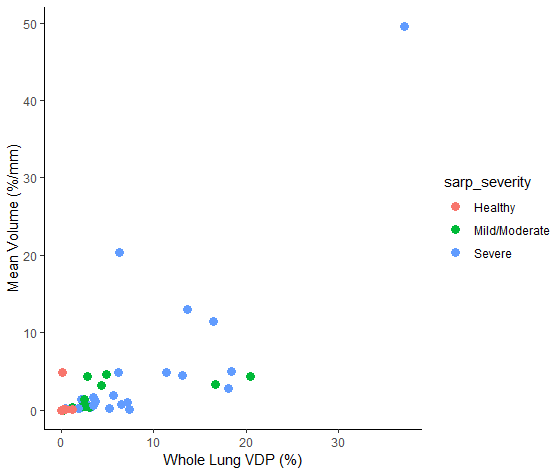 50
40
30
20
10
0
Mean Volume (%/mm)
0
10
20
30
Whole Lung VDP (%)
sarp_severity
Healthy
Mild/Moderate
Severe